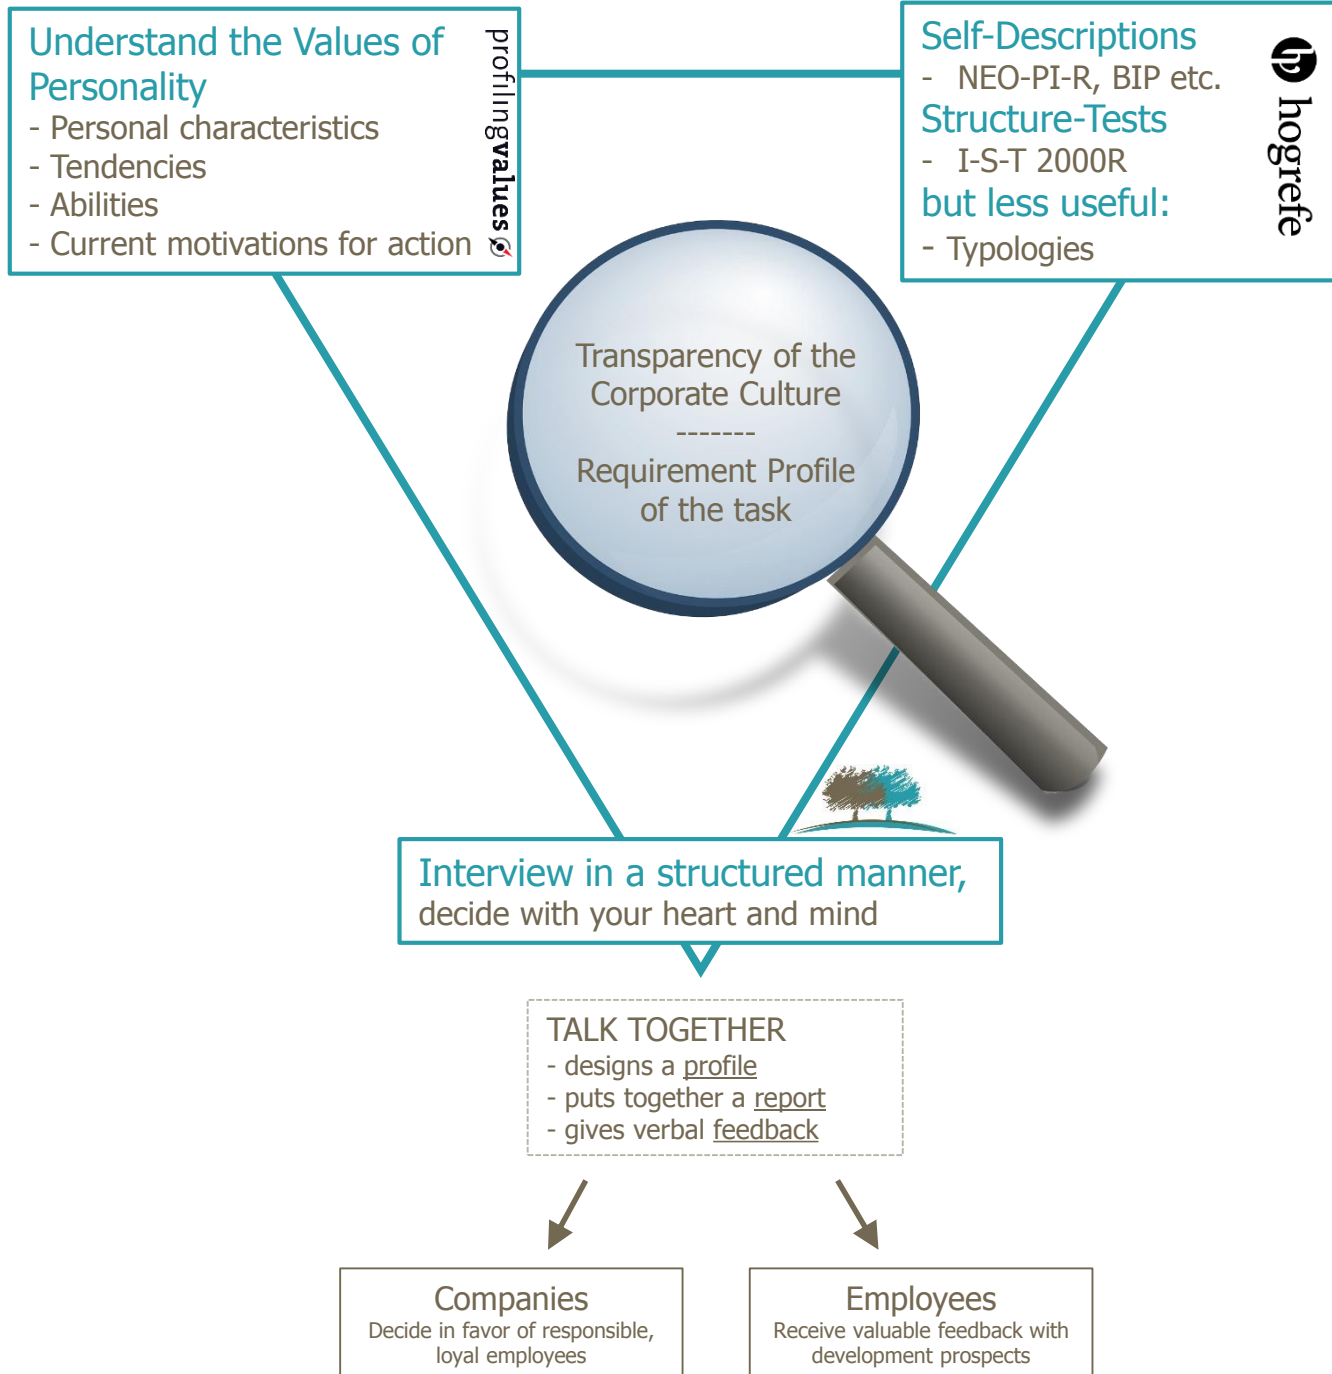 Understand the Values of
Personality
- Personal characteristics
- Tendencies
- Abilities
- Current motivations for action
profilingvalues
Self-Descriptions
- NEO-PI-R, BIP etc.
Structure-Tests
- I-S-T 2000R
but less useful:
- Typologies
hogrefe
Transparency of the
Corporate Culture
-------
Requirement Profile
of the task
Interview in a structured manner,
decide with your heart and mind
TALK TOGETHER
- designs a profile
- puts together a report
- gives verbal feedback
Companies
Decide in favor of responsible,
loyal employees
Employees
Receive valuable feedback with
development prospects